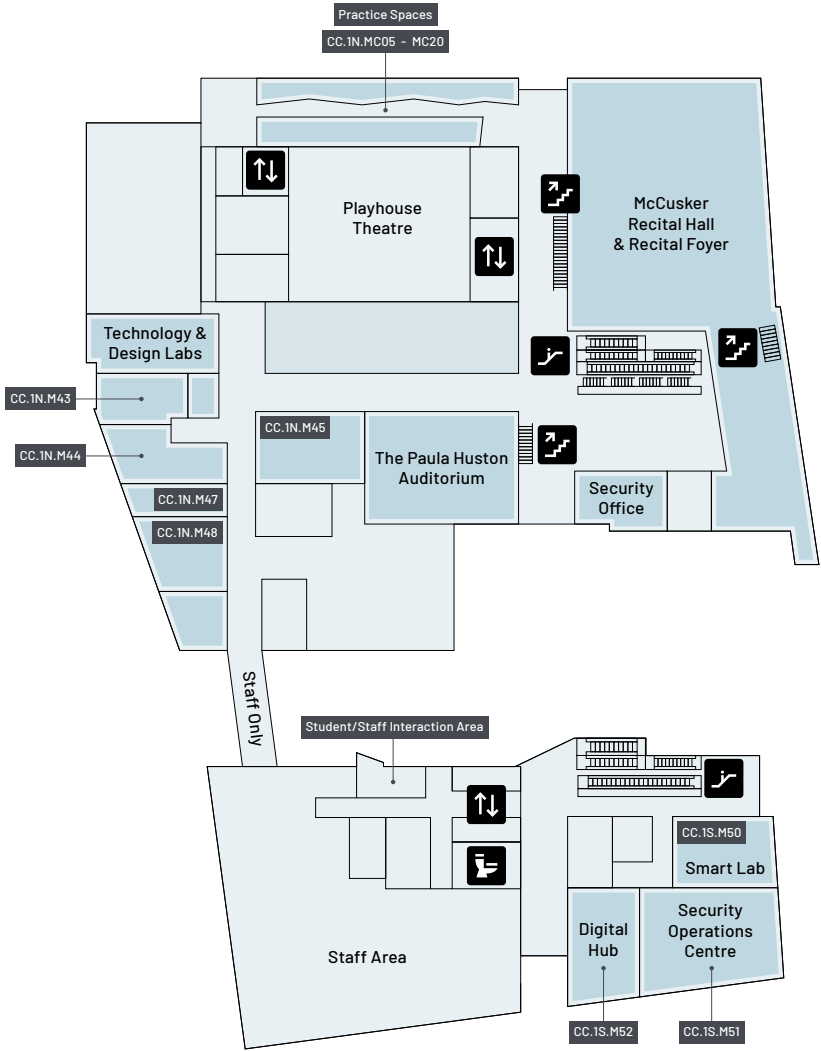 Practice Spaces
CC.1N.MC05 - MC20
Playhouse
Theatre
McCusker
Recital Hall
& Recital Foyer
Technology &
Design Labs
CC.1N.M43
CC.1N.M45
CC.1N.M44
The Paula Huston
Auditorium
Security
Office
CC.1N.M47
CC.1N.M48
Staff Only
Student/Staff Interaction Area
CC.1S.M50
Smart Lab
Staff Area
Digital
Hub
Security
Operations
Centre
CC.1S.M52
CC.1S.M51